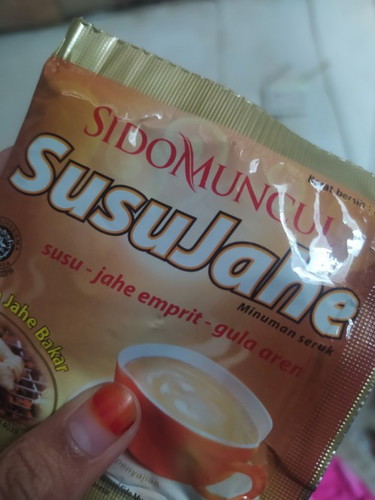 SIDOMUNCUL
SusuJahe
Minuman serbuk
susu - jahe emprit - gula aren
Jahe Bakar